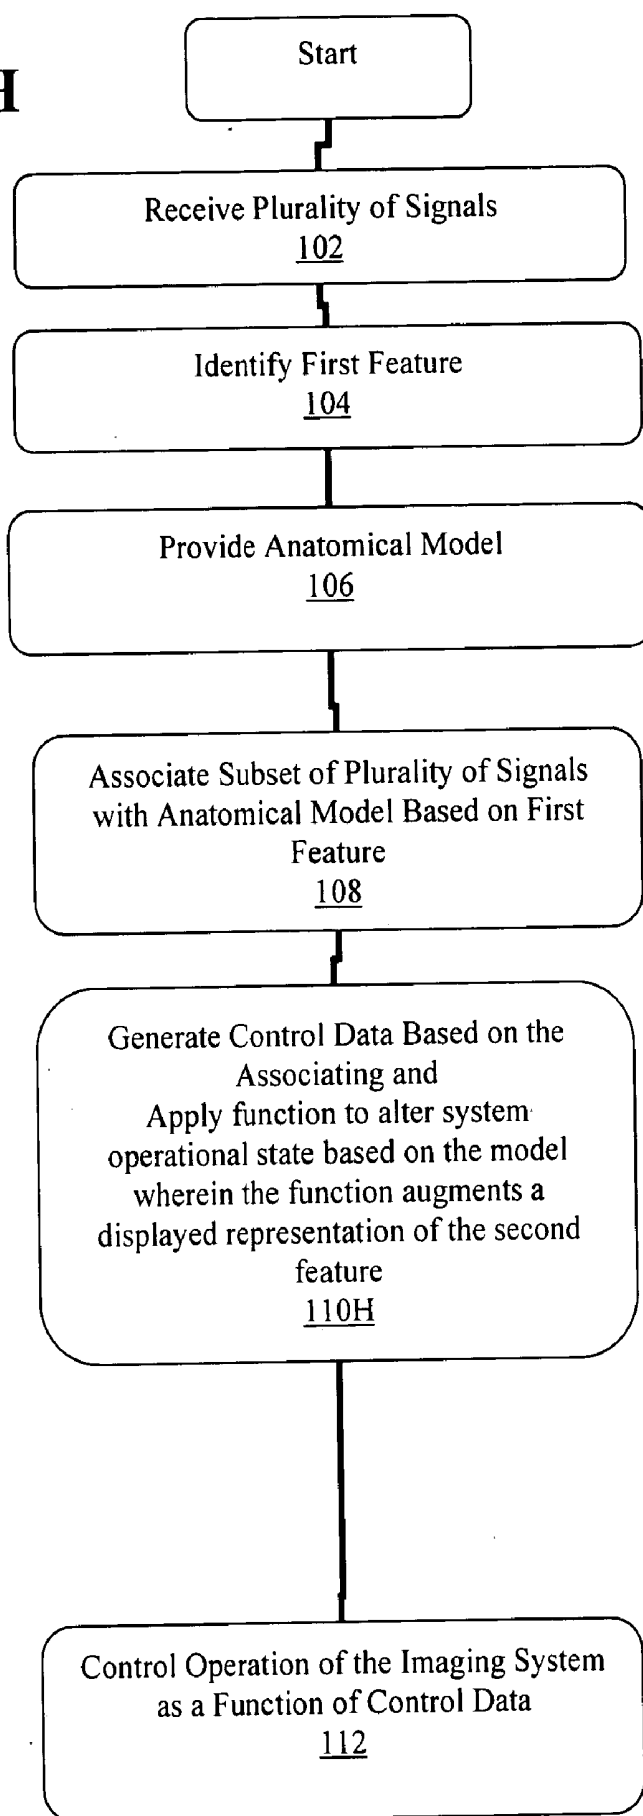 H
Start
Receive Plurality of Signals
102
Identify First Feature
104
Provide Anatomical Model
106
Associate Subset of Plurality of Signals
with Anatomical Model Based on First
Feature
108
Generate Control Data Based on the
Associating and
Apply function to alter system
operational state based on the model
wherein the function augments a
displayed representation of the second
feature
110H
Control Operation of the Imaging System
as a Function of Control Data
112